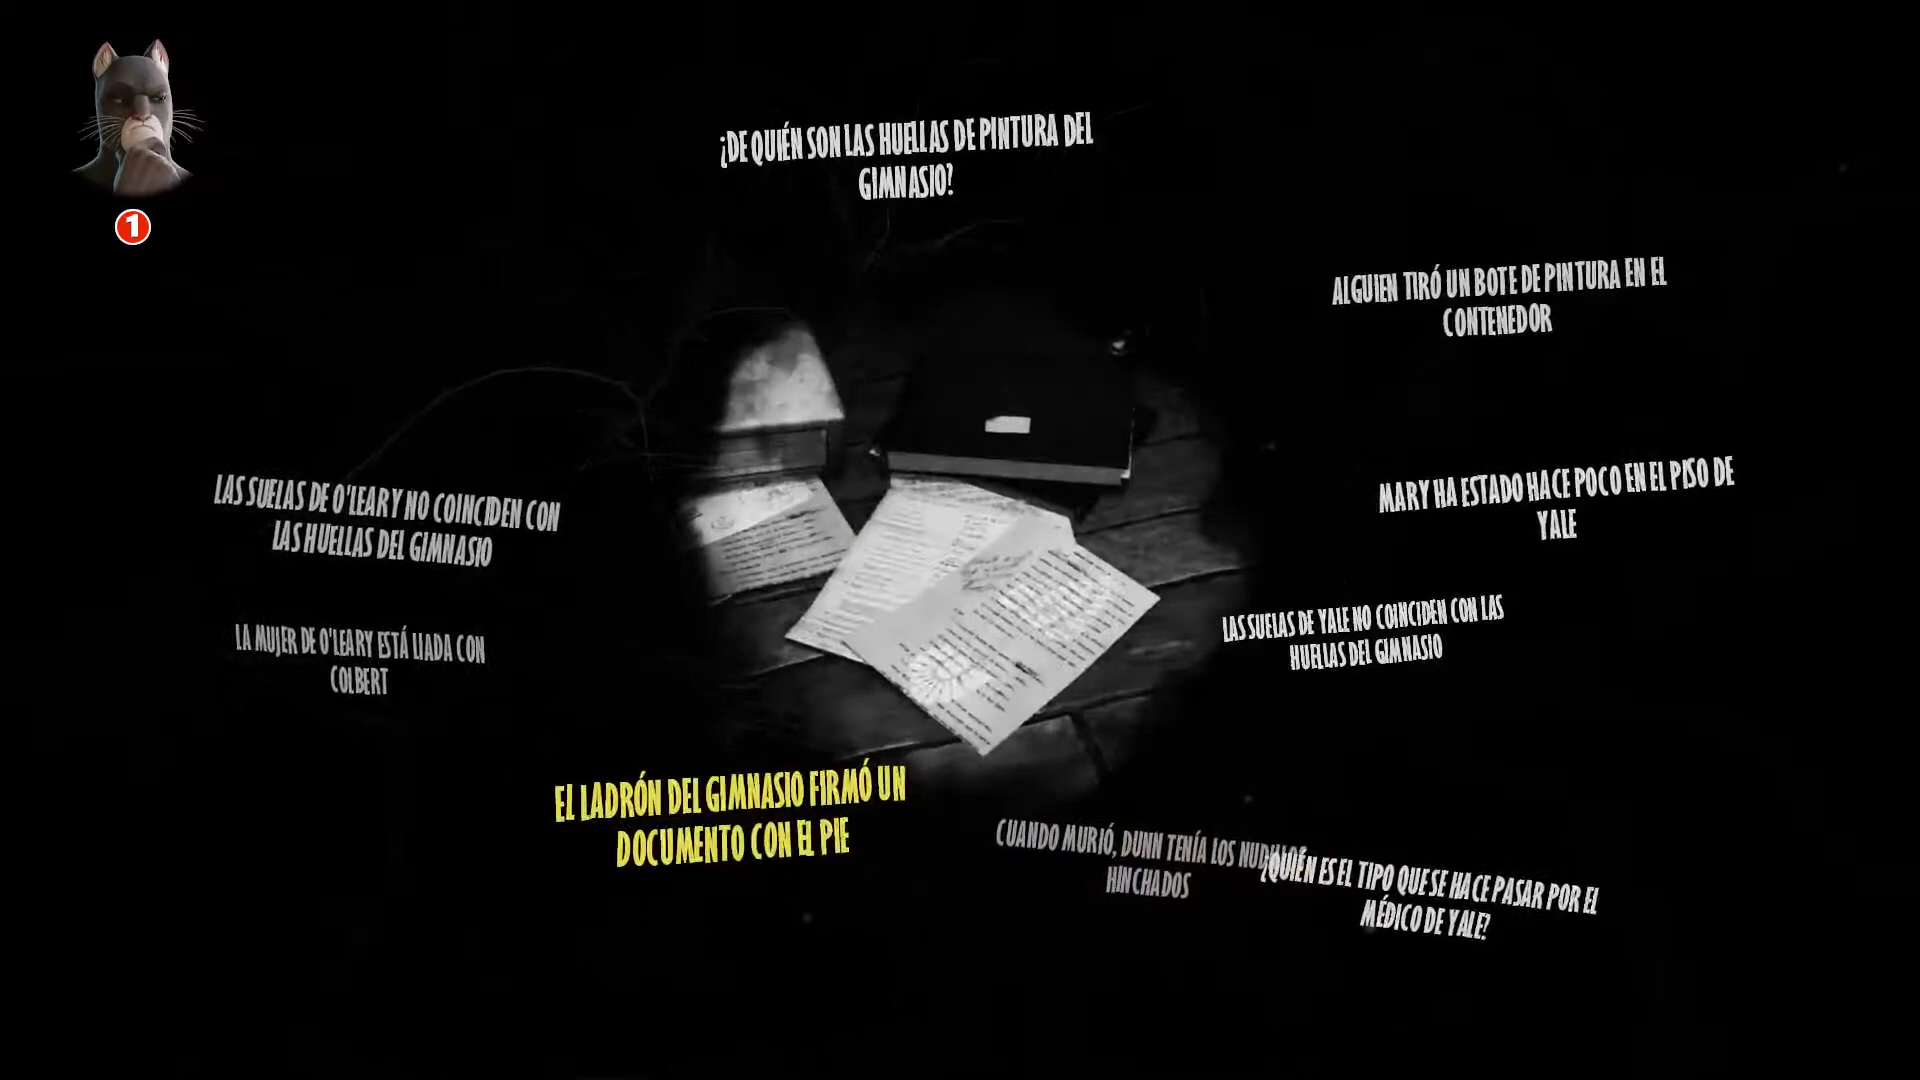 1
¿DE QUIÉN SON LAS HUELLAS DE PINTURA DEL
GIMNASIO?
ALGUIEN TIRÓ UN BOTE DE PINTURA EN EL
CONTENEDOR
LAS SUELAS DE O'LEARY NO COINCIDEN CON
LAS HUELLAS DEL GIMNASIO
MARY HA ESTADO HACE POCO EN EL PISO DE
YALE
LA MUJER DE O'LEARY ESTÁ LIADA CON
COLBERT
LAS SUELAS DE YALE NO COINCIDEN CON LAS
HUELLAS DEL GIMNASIO
EL LADRÓN DEL GIMNASIO FIRMÓ UN
DOCUMENTO CON EL PIE
CUANDO MURIÓ, DUNN TENÍA LOS NUDILLOS
HINCHADOS
¿QUIÉN ES EL TIPO QUE SE HACE PASAR POR EL
MÉDICO DE YALE?